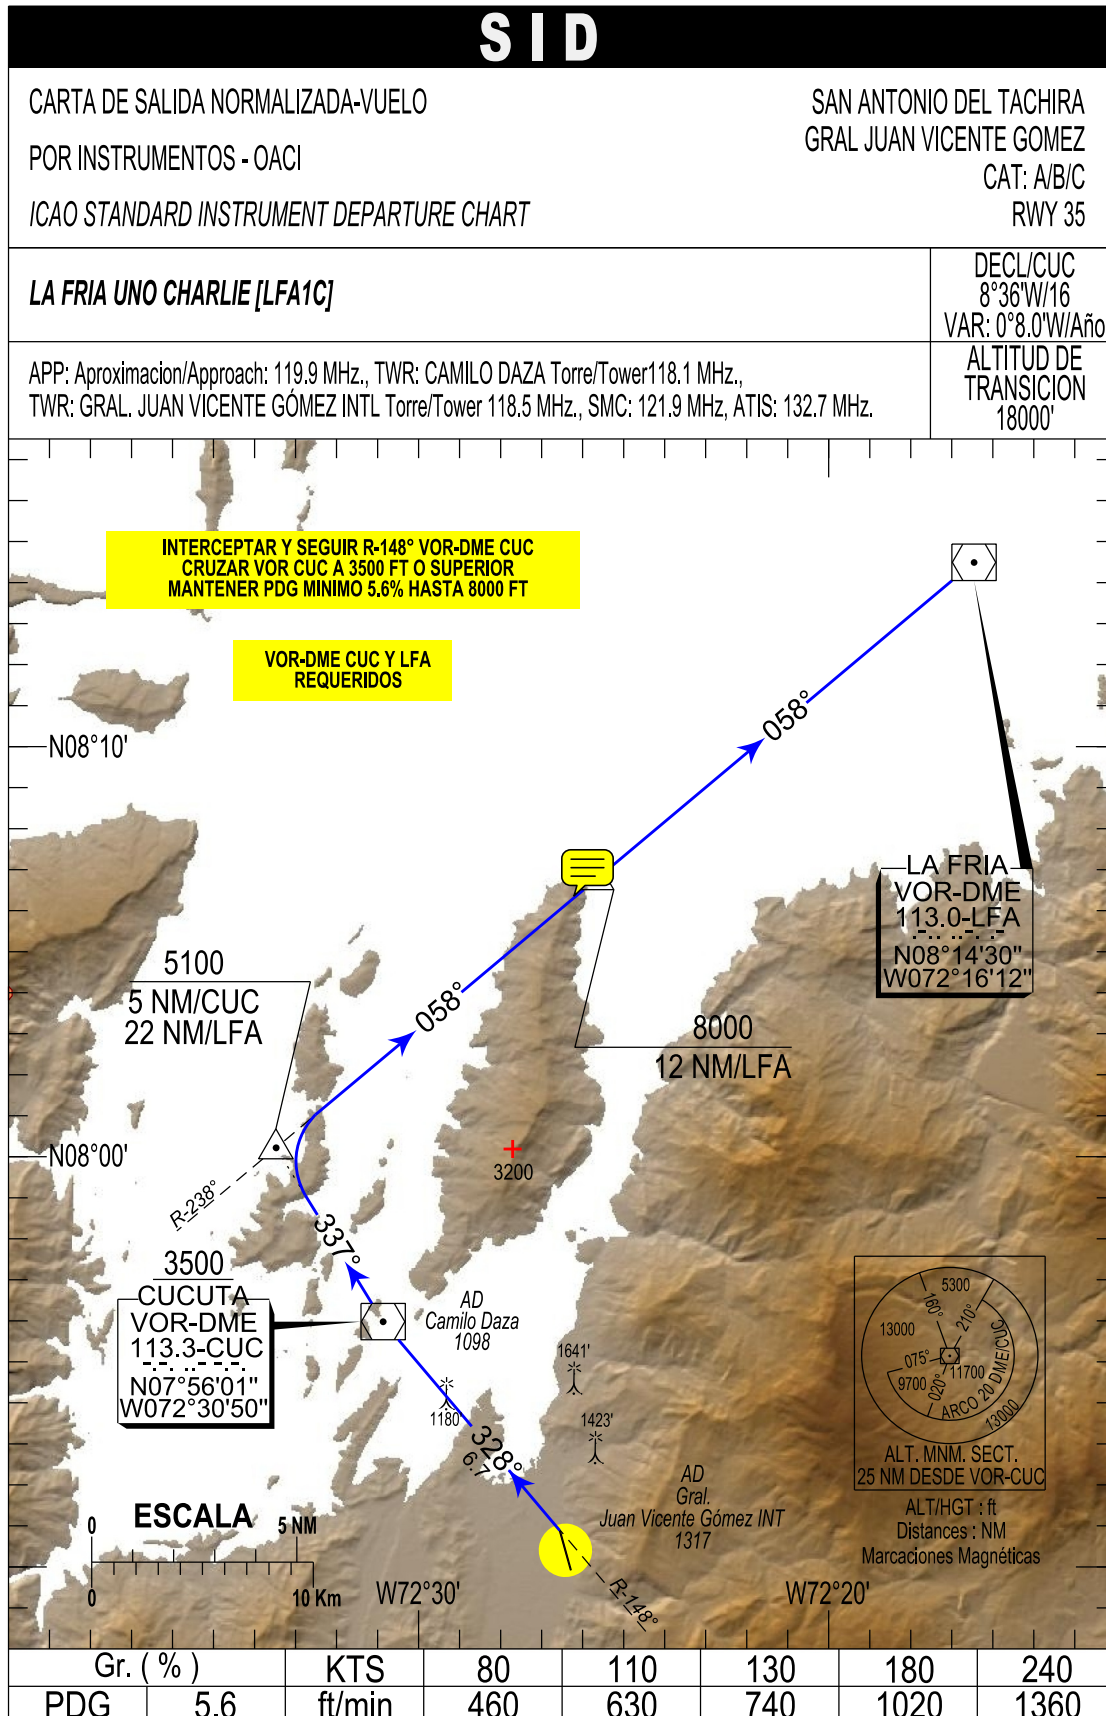 SID
CARTA DE SALIDA NORMALIZADA-VUELO
POR INSTRUMENTOS - OACI
ICAO STANDARD INSTRUMENT DEPARTURE CHART
SAN ANTONIO DEL TACHIRA
GRAL JUAN VICENTE GOMEZ
CAT: A/B/C
RWY 35
LA FRIA UNO CHARLIE [LFA1C]
DECL/CUC
8°36'W/16
VAR: 0°8.0'W/Año
APP: Aproximacion/Approach: 119.9 MHz., TWR: CAMILO DAZA Torre/Tower118.1 MHz.,
TWR: GRAL. JUAN VICENTE GÓMEZ INTL Torre/Tower 118.5 MHz., SMC: 121.9 MHz, ATIS: 132.7 MHz.
ALTITUD DE
TRANSICION
18000'
INTERCEPTAR Y SEGUIR R-148° VOR-DME CUC
CRUZAR VOR CUC A 3500 FT O SUPERIOR
MANTENER PDG MINIMO 5.6% HASTA 8000 FT
VOR-DME CUC Y LFA
REQUERIDOS
058°
N08°10'
LA FRIA
VOR-DME
113.0-LFA
N08°14'30"
W072°16'12"
5100
5 NM/CUC
22 NM/LFA
058°
8000
12 NM/LFA
N08°00'
3200
R-238°
337°
3500
CUCUTA
VOR-DME
113.3-CUC
N07°56'01"
W072°30'50"
AD
Camilo Daza
1098
1641'
1180'
1423'
328°
6.7
5300
160°
210°
13000
075°
11700
9700
020°
ARCO 20 DME/CUC
13000
ALT. MNM. SECT.
25 NM DESDE VOR-CUC
AD
Gral.
Juan Vicente Gómez INT
1317
ALT/HGT : ft
Distances : NM
Marcaciones Magnéticas
ESCALA
0 5 NM
0 10 Km
R-148°
W72°30'
W72°20'
Gr. ( % ) KTS 80 110 130 180 240
PDG 5.6 ft/min 460 630 740 1020 1360